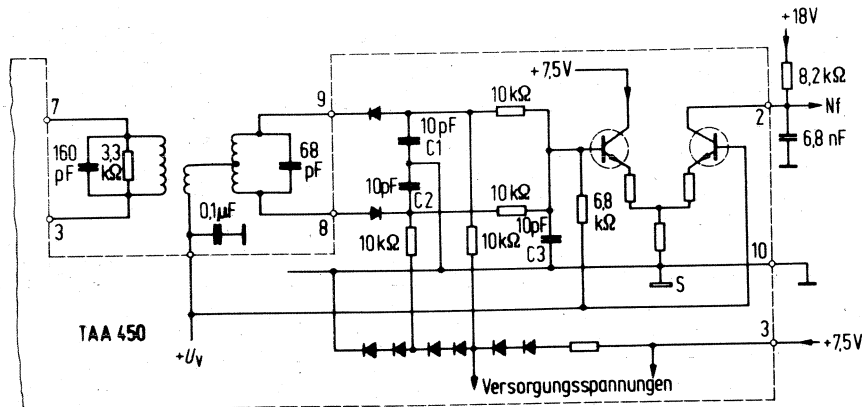 +18V
8,2kΩ
Nf
6,8 nF
+7,5V
2
7
9
10kΩ
10pF
C1
160
pF
3,3
kΩ
68
pF
10pF
C2
10kΩ
6,8
kΩ
0,1µF
3
8
10kΩ
10kΩ
10pF
C3
10
S
TAA 450
+Uv
3
+7,5V
Versorgungsspannungen